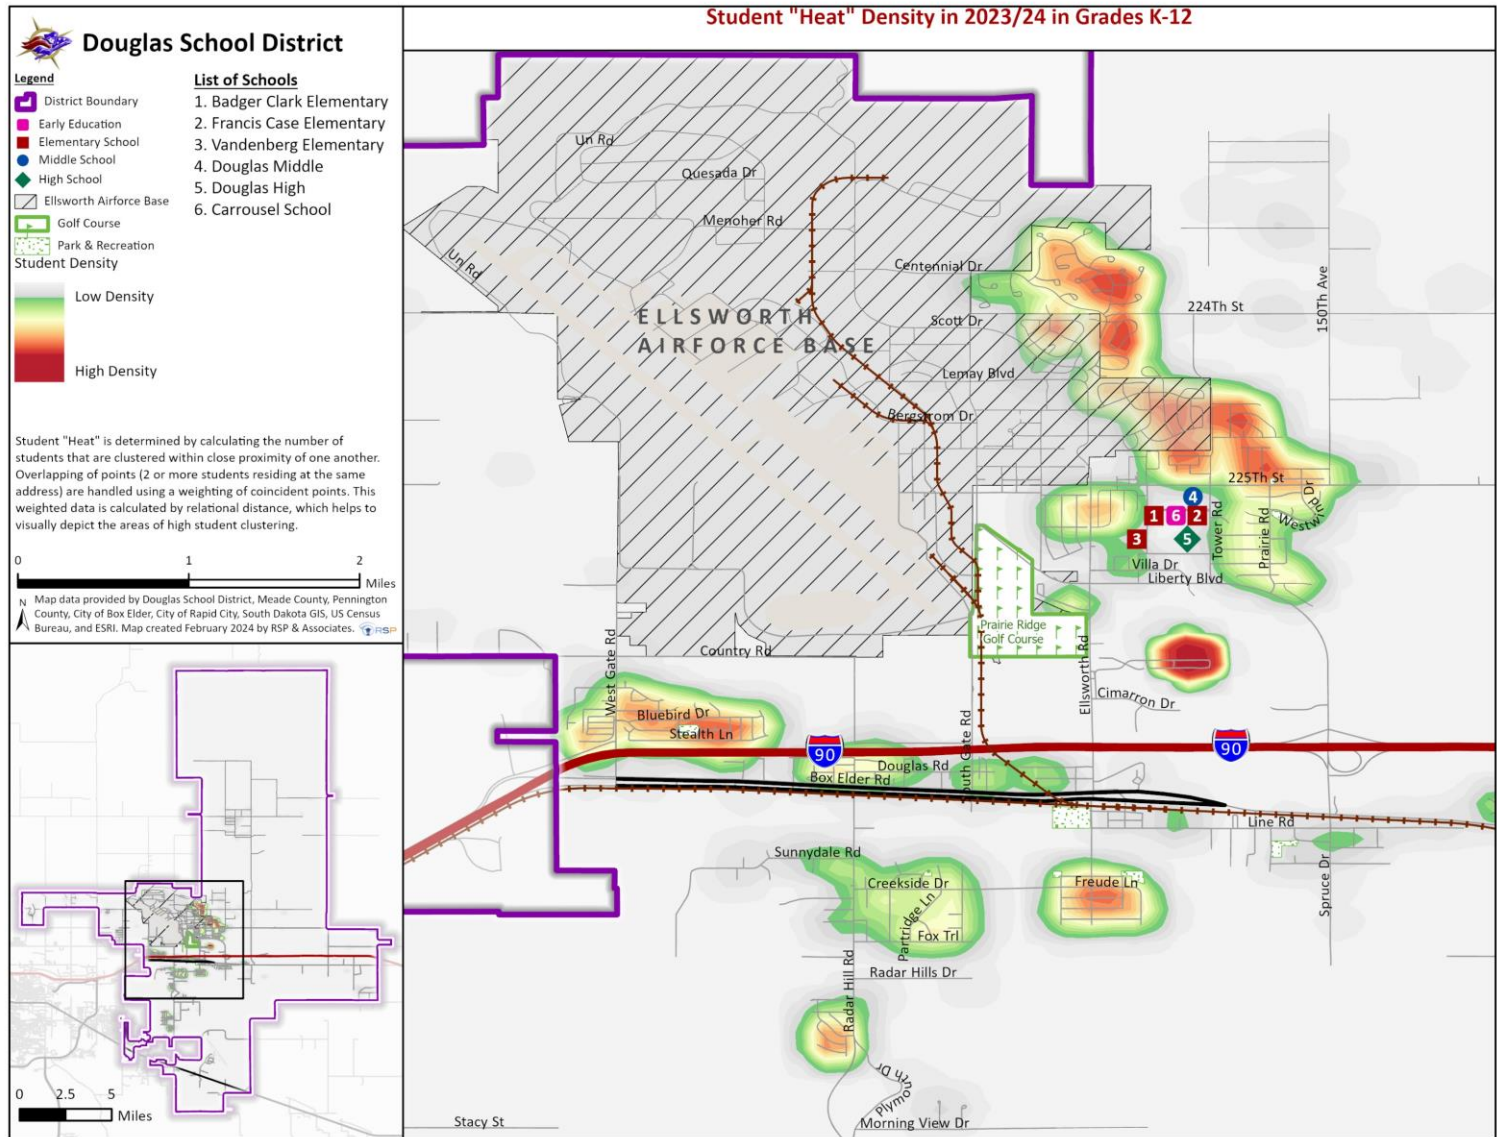 Student "Heat" Density in 2023/24 in Grades K-12
Douglas School District
Legend
District Boundary
Early Education
Elementary School
Middle School
High School
Ellsworth Airforce Base
Golf Course
Park & Recreation
Student Density
Low Density
High Density
List of Schools
1. Badger Clark Elementary
2. Francis Case Elementary
3. Vandenberg Elementary
4. Douglas Middle
5. Douglas High
6. Carrousel School
Student "Heat" is determined by calculating the number of
students that are clustered within close proximity of one another.
Overlapping of points (2 or more students residing at the same
address) are handled using a weighting of coincident points. This
weighted data is calculated by relational distance, which helps to
visually depict the areas of high student clustering.
0 1 2
Miles
N
Map data provided by Douglas School District, Meade County, Pennington
County, City of Box Elder, City of Rapid City, South Dakota GIS, US Census
Bureau, and ESRI. Map created February 2024 by RSP & Associates.
RSP
0 2.5 5
Miles
Un Rd
Quesada Dr
Menoher Rd
Un Rd
Centennial Dr
224Th St
150Th Ave
ELLSWORTH
AIRFORCE BASE
Scott Dr
Lemay Blvd
Bergstrom Dr
225Th St
4
1 6 2
3 5
Tower Rd
Prairie Rd
Westwind Dr
Villa Dr
Liberty Blvd
Prairie Ridge
Golf Course
Country Rd
West Gate Rd
Ellsworth Rd
Cimarron Dr
Bluebird Dr
Stealth Ln
90
90
South Gate Rd
Douglas Rd
Box Elder Rd
Line Rd
Sunnydale Rd
Creekside Dr
Partridge Ln
Fox Trl
Freude Ln
Spruce Dr
Radar Hills Dr
Radar Hill Rd
Plymouth Dr
Stacy St
Morning View Dr